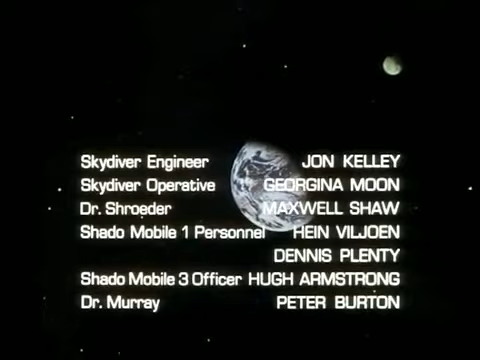 Skydiver Engineer JON KELLEY
Skydiver Operative GEORGINA MOON
Dr. Shroeder MAXWELL SHAW
Shado Mobile 1 Personnel HEIN VILJOEN
DENNIS PLENTY
Shado Mobile 3 Officer HUGH ARMSTRONG
Dr. Murray PETER BURTON